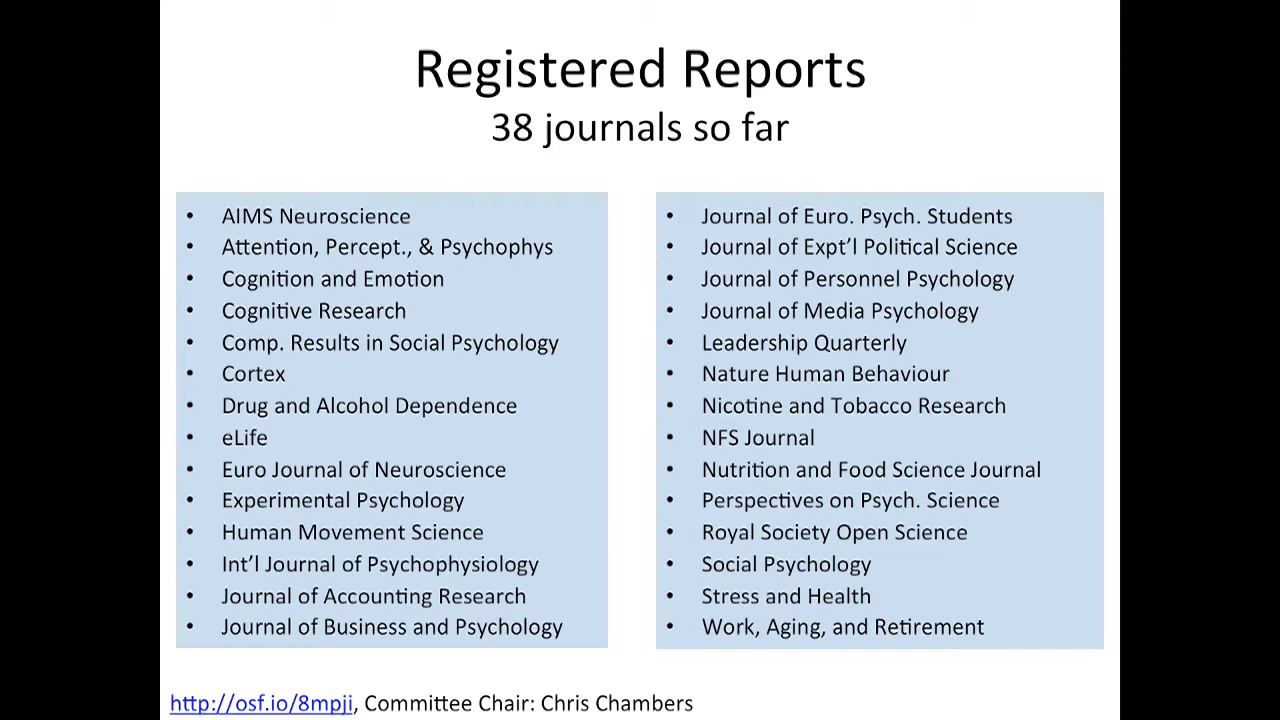 Registered Reports
38 journals so far
• AIMS Neuroscience
• Attention, Percept., & Psychophys
• Cognition and Emotion
• Cognitive Research
• Comp. Results in Social Psychology
• Cortex
• Drug and Alcohol Dependence
• eLife
• Euro Journal of Neuroscience
• Experimental Psychology
• Human Movement Science
• Int’l Journal of Psychophysiology
• Journal of Accounting Research
• Journal of Business and Psychology
• Journal of Euro. Psych. Students
• Journal of Expt’l Political Science
• Journal of Personnel Psychology
• Journal of Media Psychology
• Leadership Quarterly
• Nature Human Behaviour
• Nicotine and Tobacco Research
• NFS Journal
• Nutrition and Food Science Journal
• Perspectives on Psych. Science
• Royal Society Open Science
• Social Psychology
• Stress and Health
• Work, Aging, and Retirement
http://osf.io/8mpji, Committee Chair: Chris Chambers